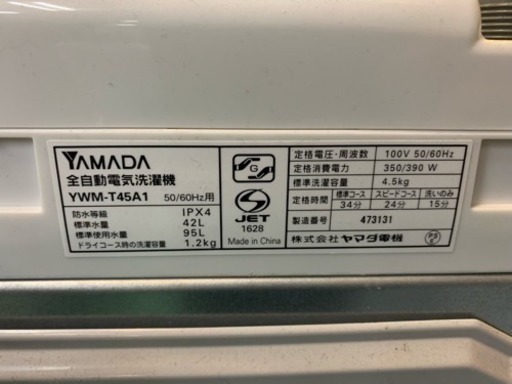 YAMADA
全自動電気洗濯機
YWM-T45A1 50/60Hz用
防水等級 IPX4
標準水量 42L
標準使用水量 95L
ドライコース時の洗濯容量 1.2kg
G
S
JET
1628
Made in China
定格電圧・周波数 100V 50/60Hz
定格消費電力 350/390 W
標準洗濯容量 4.5kg
定格時間 標準コース スピードコース 洗いのみ
34分 24分 15分
製造番号 473131
株式会社 ヤマダ電機
PS
E